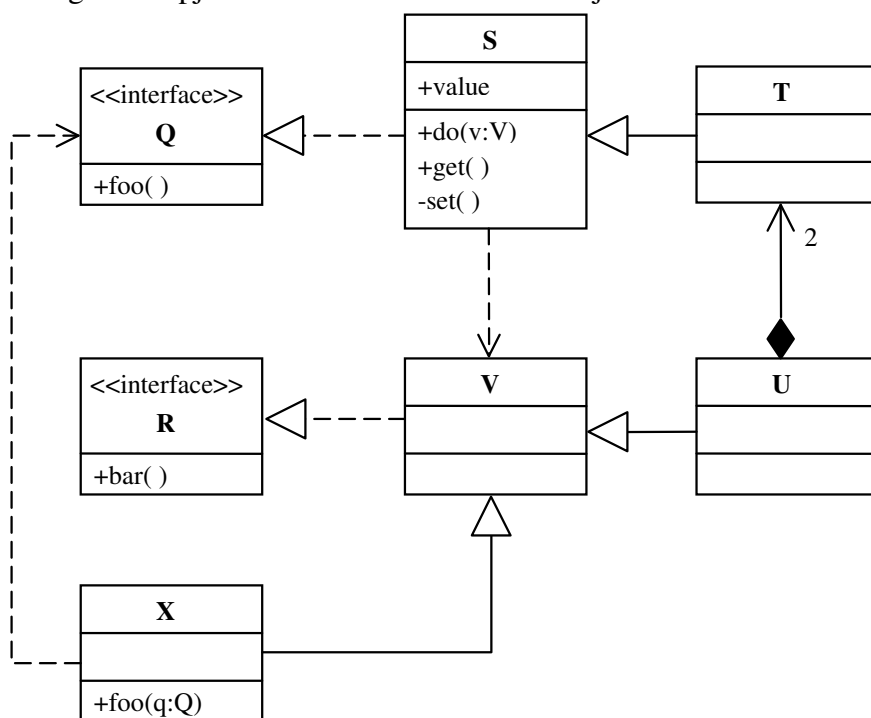 S
+value
+do(v:V)
+get( )
-set( )
<<interface>>
Q
+foo( )
T
2
<<interface>>
R
+bar( )
V
U
X
+foo(q:Q)